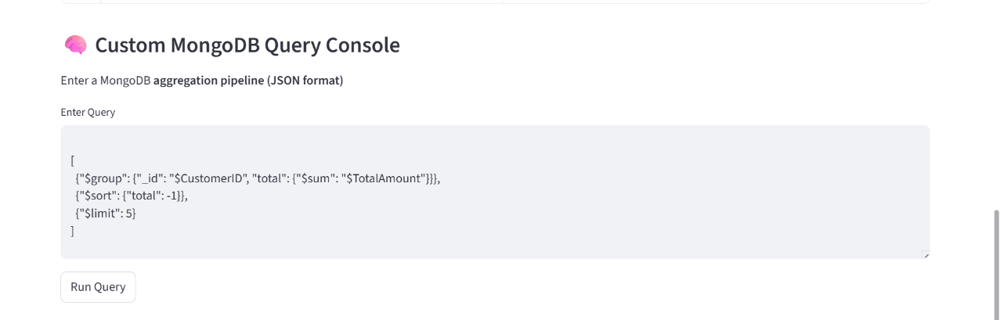 Custom MongoDB Query Console
Enter a MongoDB aggregation pipeline (JSON format)
Enter Query
[
{"$group": {"_id": "$CustomerID", "total": {"$sum": "$TotalAmount"}}},
{"$sort": {"total": -1}},
{"$limit": 5}
]
Run Query